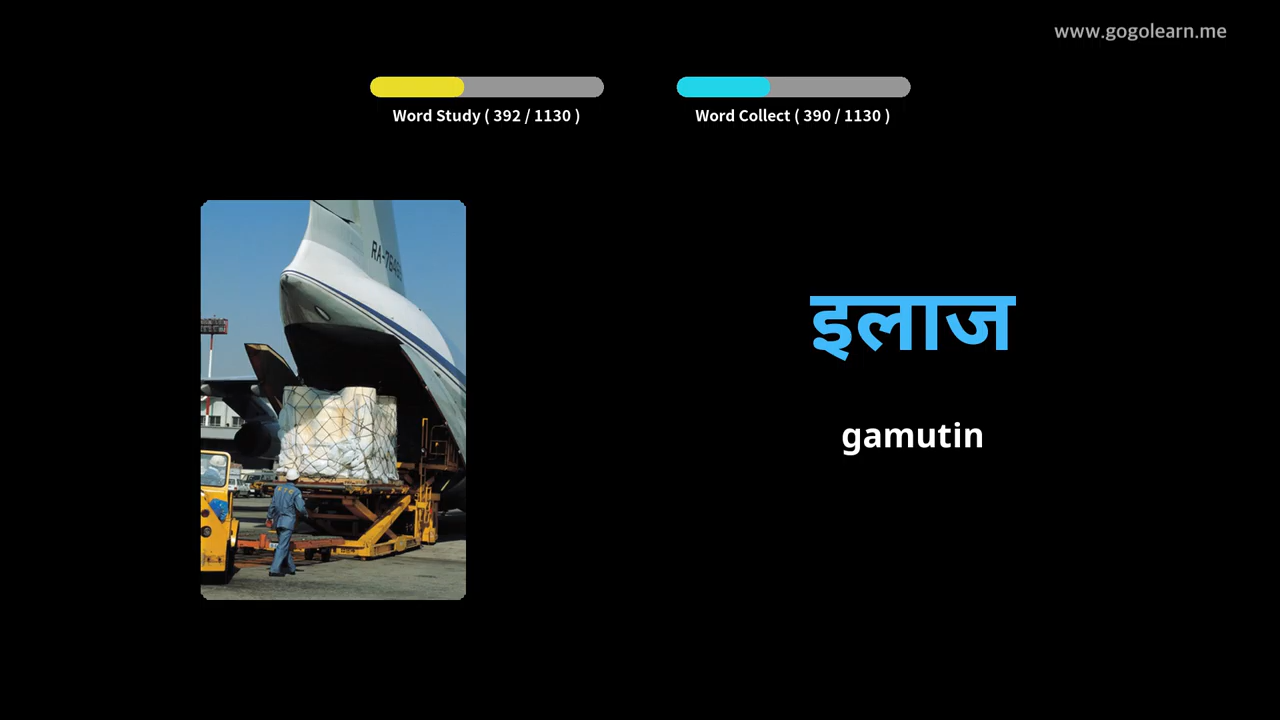 www.gogolearn.me
Word Study ( 392 / 1130 )
Word Collect ( 390 / 1130 )
इलाज
gamutin